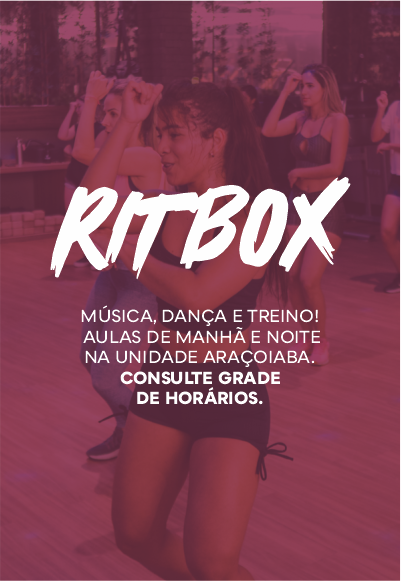 RITBOX
MÚSICA, DANÇA E TREINO!
AULAS DE MANHÃ E NOITE
NA UNIDADE ARAÇOIABA.
CONSULTE GRADE
DE HORÁRIOS.